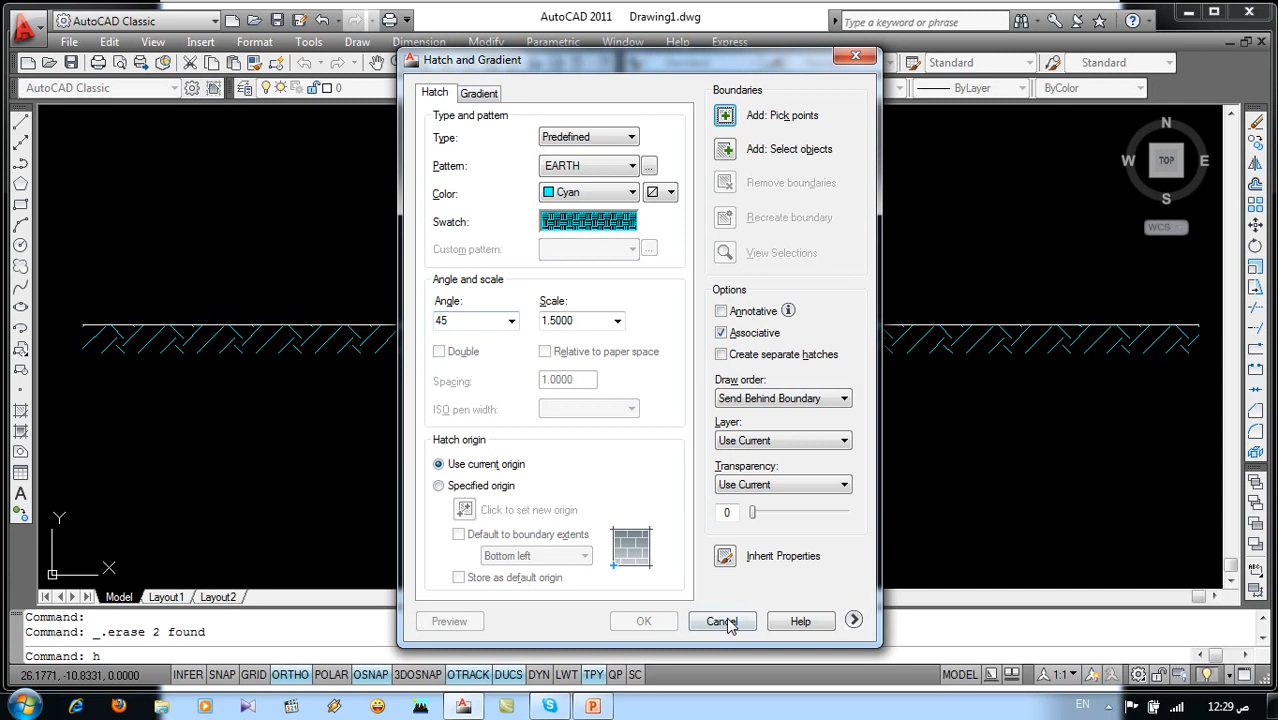 AutoCAD Classic
AutoCAD 2011 Drawing1.dwg
Type a keyword or phrase
File Edit View Insert Format Tools Draw Dimension Modify Parametric Window Help Express
Standard Standard
AutoCAD Classic 0 ByLayer ByColor
Hatch and Gradient
Hatch Gradient
Type and pattern
Type: Predefined
Pattern: EARTH ...
Color: Cyan
Swatch:
Custom pattern: ...
Angle and scale
Angle: Scale:
45 1.5000
Double Relative to paper space
Spacing: 1.0000
ISO pen width:
Hatch origin
Use current origin
Specified origin
Click to set new origin
Default to boundary extents
Bottom left
Store as default origin
Boundaries
Add: Pick points
Add: Select objects
Remove boundaries
Recreate boundary
View Selections
Options
Annotative
Associative
Create separate hatches
Draw order:
Send Behind Boundary
Layer:
Use Current
Transparency:
Use Current
0
Inherit Properties
Preview OK Cancel Help
N
W TOP E
S
WCS
Y
X
Model Layout1 Layout2
Command:
Command: _.erase 2 found
Command: h
26.1771, -10.8331, 0.0000 INFER SNAP GRID ORTHO POLAR OSNAP 3DOSNAP OTRACK DUCS DYN LWT TPY QP SC MODEL 1:1
EN 12:29 ص